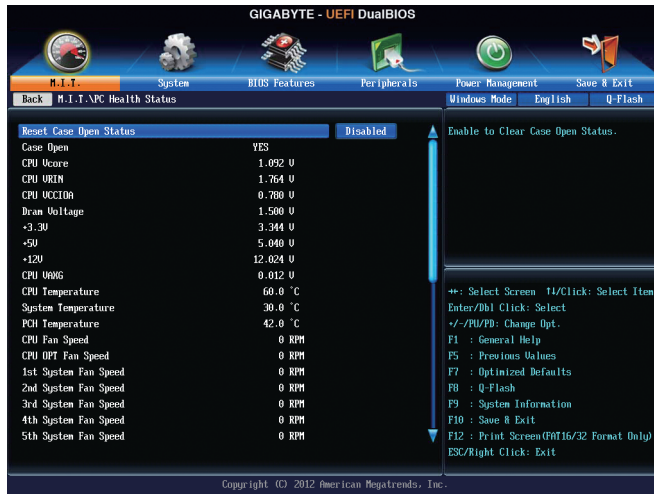 GIGABYTE - UEFI DualBIOS
M.I.T. System BIOS Features Peripherals Power Management Save & Exit
Back M.I.T.\PC Health Status Windows Mode English Q-Flash
Reset Case Open Status Disabled
Case Open YES
CPU Vcore 1.092 V
CPU VRIN 1.764 V
CPU VCCIOA 0.780 V
Dram Voltage 1.500 V
+3.3V 3.344 V
+5V 5.040 V
+12V 12.024 V
CPU VAXG 0.012 V
CPU Temperature 60.0 °C
System Temperature 30.0 °C
PCH Temperature 42.0 °C
CPU Fan Speed 0 RPM
CPU OPT Fan Speed 0 RPM
1st System Fan Speed 0 RPM
2nd System Fan Speed 0 RPM
3rd System Fan Speed 0 RPM
4th System Fan Speed 0 RPM
5th System Fan Speed 0 RPM
Enable to Clear Case Open Status.
→←: Select Screen ↑↓/Click: Select Item
Enter/Dbl Click: Select
+/-/PU/PD: Change Opt.
F1 : General Help
F5 : Previous Values
F7 : Optimized Defaults
F8 : Q-Flash
F9 : System Information
F10 : Save & Exit
F12 : Print Screen(FAT16/32 Format Only)
ESC/Right Click: Exit
Copyright (C) 2012 American Megatrends, Inc.